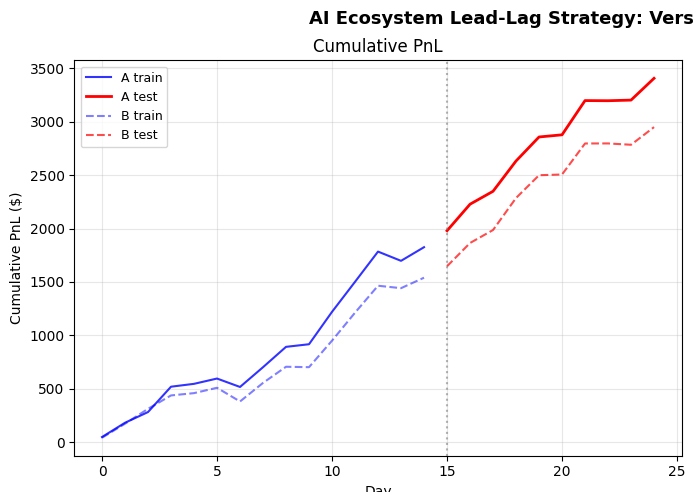 AI Ecosystem Lead-Lag Strategy: Vers
Cumulative PnL
A train
A test
B train
B test
Cumulative PnL ($)
3500
3000
2500
2000
1500
1000
500
0
0 5 10 15 20 25
Day